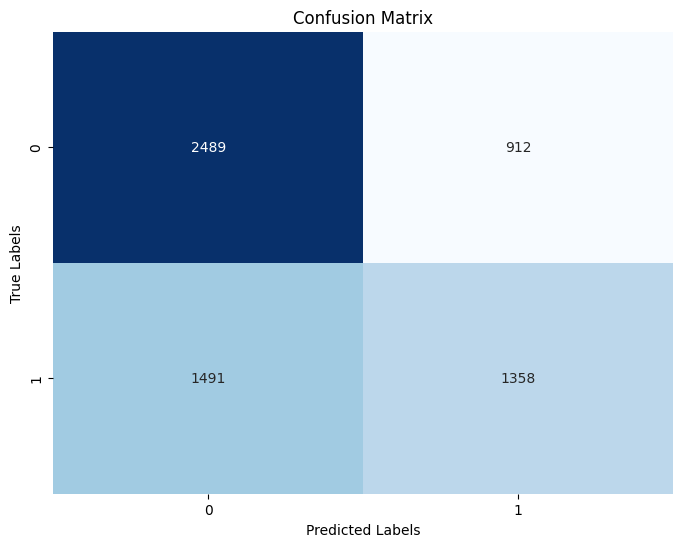 Confusion Matrix
True Labels
0
2489 912
1
1491 1358
0 1
Predicted Labels